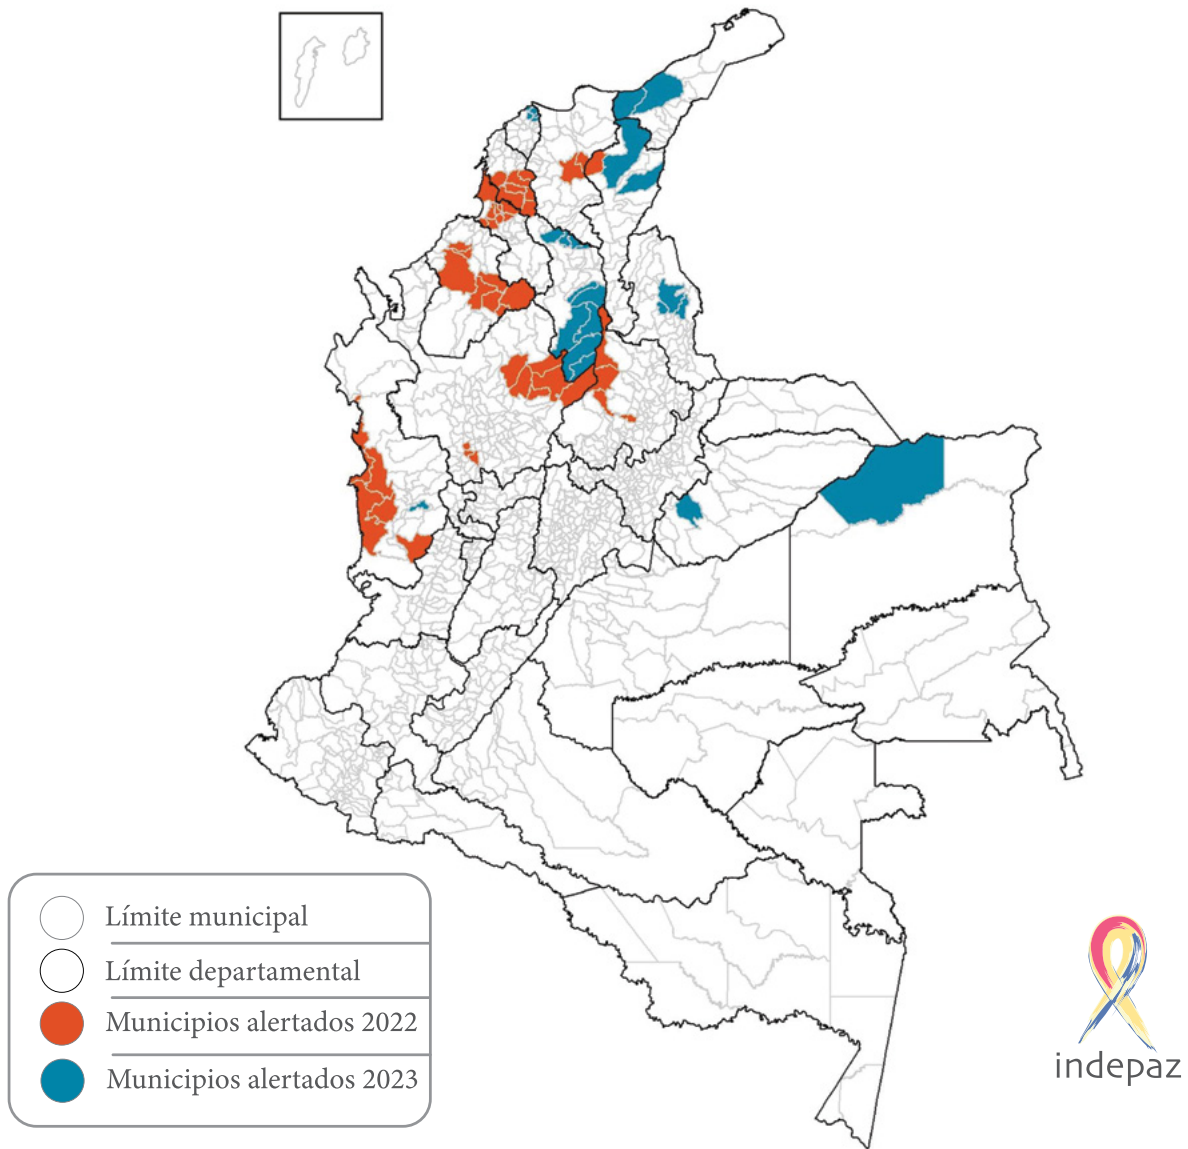 Límite municipal
Límite departamental
Municipios alertados 2022
Municipios alertados 2023
indepaz